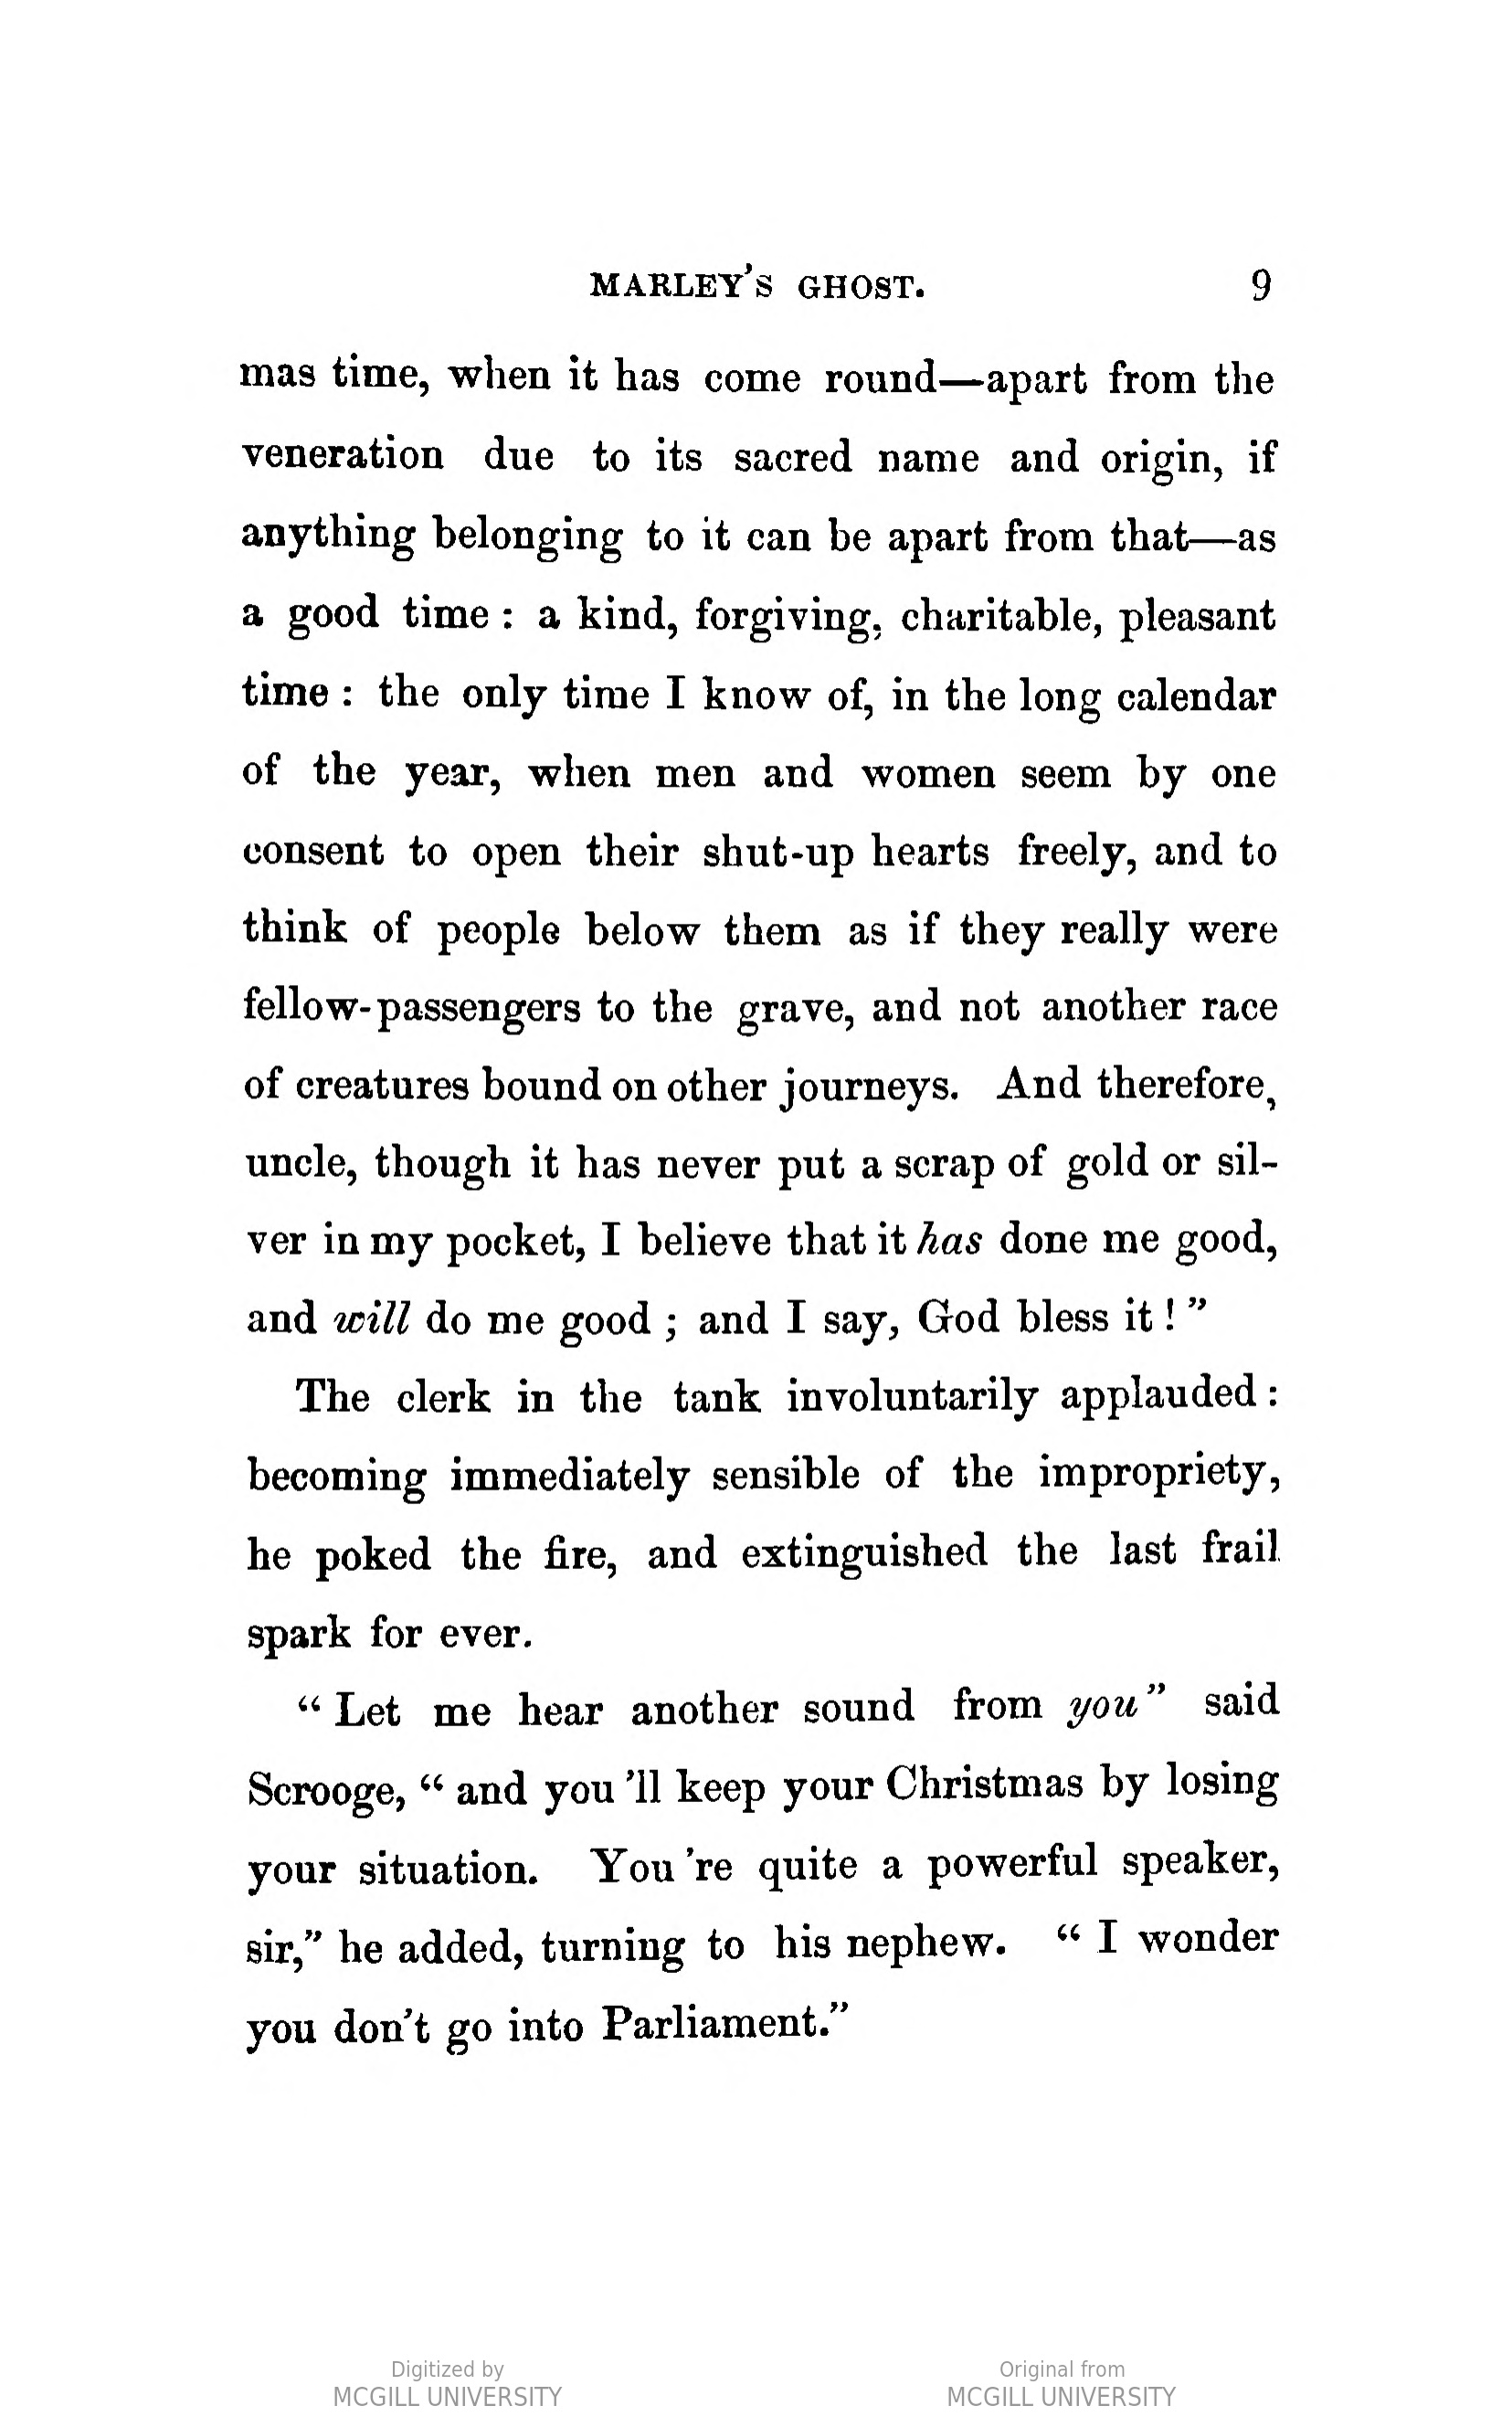 MARLEY'S GHOST. 9
mas time, when it has come round—apart from the
veneration due to its sacred name and origin, if
anything belonging to it can be apart from that—as
a good time : a kind, forgiving, charitable, pleasant
time : the only time I know of, in the long calendar
of the year, when men and women seem by one
consent to open their shut-up hearts freely, and to
think of people below them as if they really were
fellow-passengers to the grave, and not another race
of creatures bound on other journeys. And therefore,
uncle, though it has never put a scrap of gold or sil-
ver in my pocket, I believe that it has done me good,
and will do me good ; and I say, God bless it ! ”
The clerk in the tank involuntarily applauded :
becoming immediately sensible of the impropriety,
he poked the fire, and extinguished the last frail
spark for ever.
“ Let me hear another sound from you ” said
Scrooge, “ and you 'll keep your Christmas by losing
your situation. You 're quite a powerful speaker,
sir,” he added, turning to his nephew. “ I wonder
you don't go into Parliament.”
Digitized by
MCGILL UNIVERSITY
Original from
MCGILL UNIVERSITY